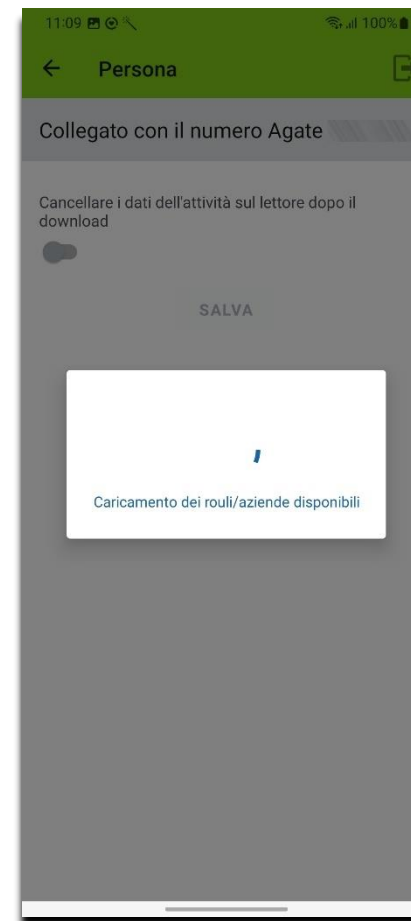 11:09 100%
Persona
Collegato con il numero Agate
Cancellare i dati dell'attività sul lettore dopo il
download
SALVA
Caricamento dei rouli/aziende disponibili